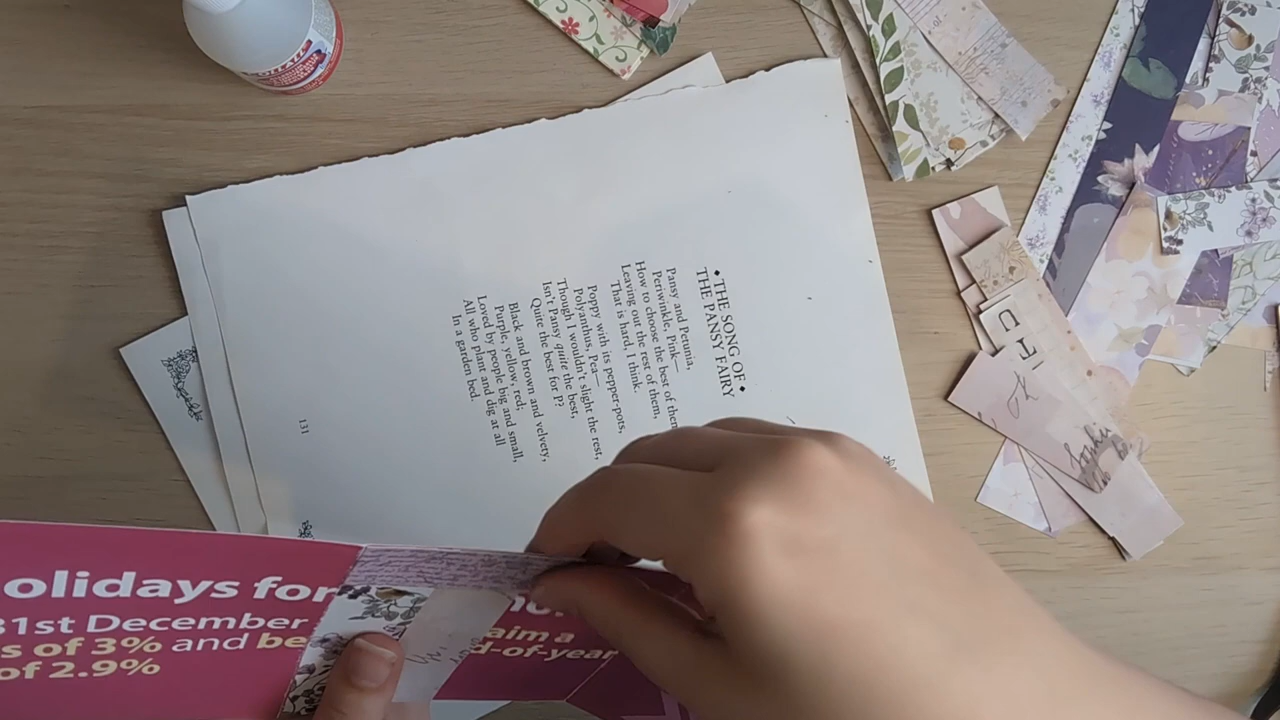 • THE SONG OF •
THE PANSY FAIRY
Pansy and Petunia,
Periwinkle, Pink—
How to choose the best of them,
Leaving out the rest of them,
That is hard, I think.
Poppy with its pepper-pots,
Polyanthus, Pea—
Though I wouldn't slight the rest,
Isn't Pansy quite the best,
Quite the best for P?
Black and brown and velvety,
Purple, yellow, red;
Loved by people big and small,
All who plant and dig at all
In a garden bed.
131
olidays for
31st December
s of 3% and be
of 2.9%
aim a
d-of-year
Sophie